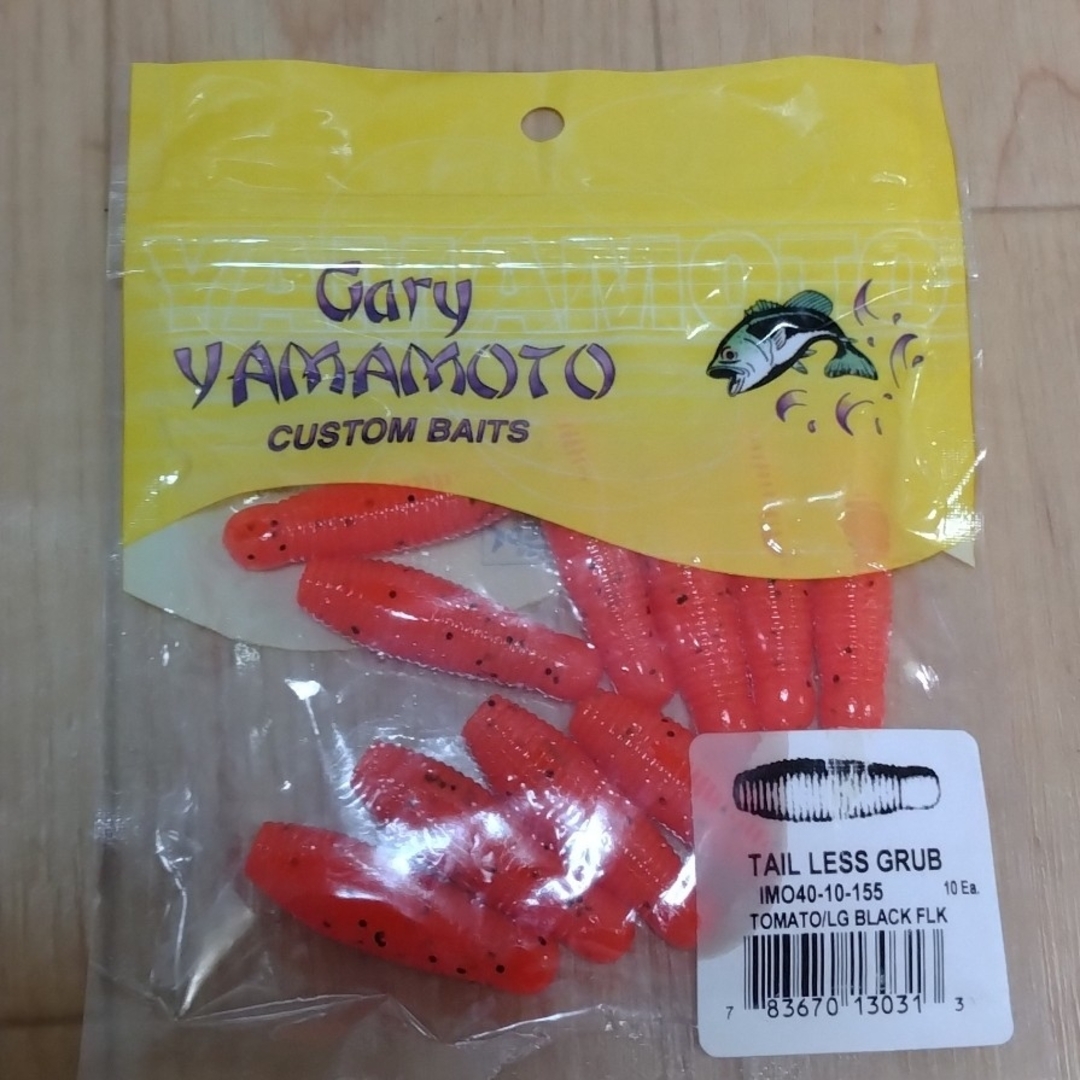 YAMAMOTO
Gary
YAMAMOTO
CUSTOM BAITS
TAIL LESS GRUB
IMO40-10-155 10 Ea.
TOMATO/LG BLACK FLK
7 83670 13031 3